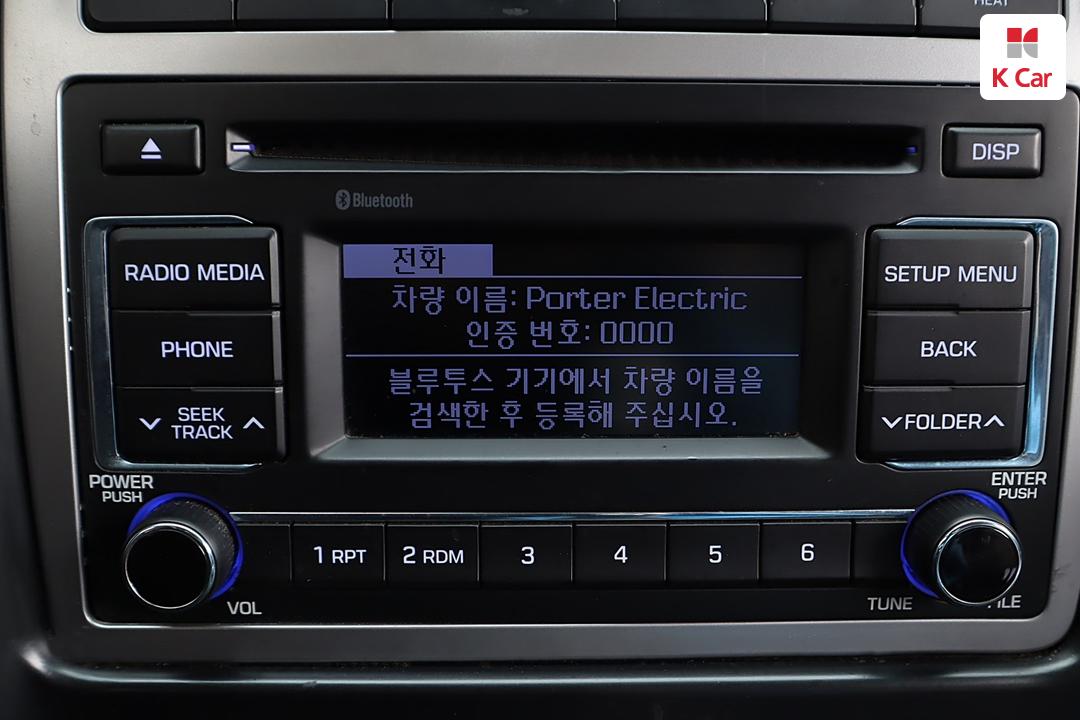 HEAT
K Car
DISP
Bluetooth
RADIO MEDIA
PHONE
SEEK
TRACK
전화
차량 이름: Porter Electric
인증 번호: 0000
블루투스 기기에서 차량 이름을
검색한 후 등록해 주십시오.
SETUP MENU
BACK
FOLDER
POWER
PUSH
VOL
1 RPT
2 RDM
3
4
5
6
ENTER
PUSH
TUNE